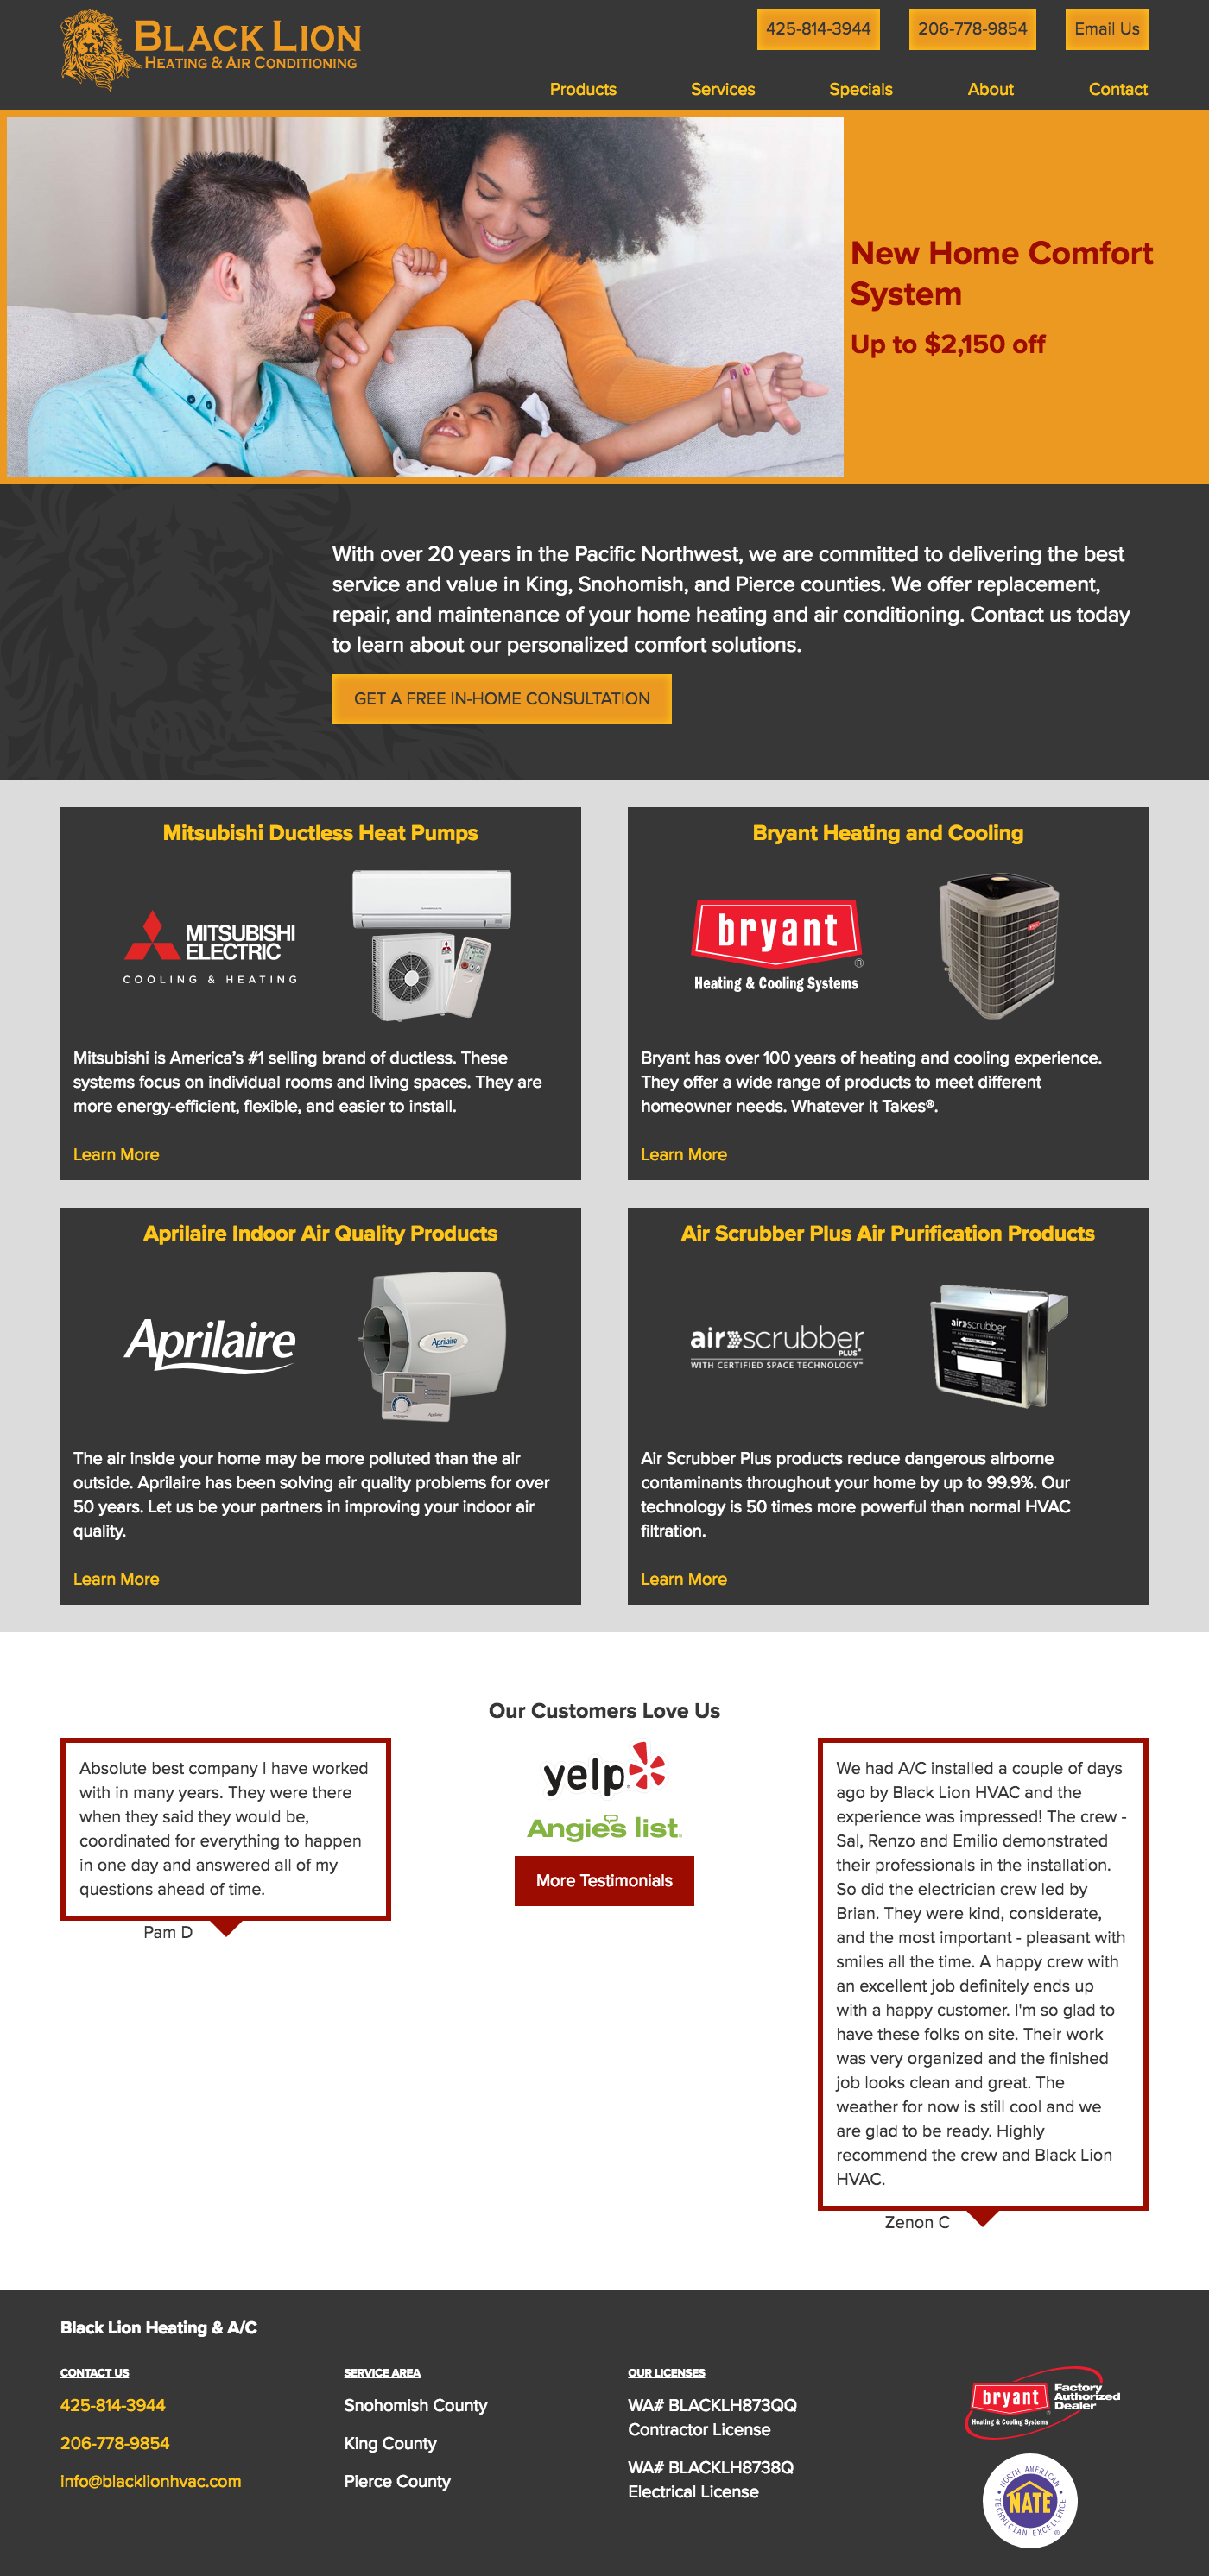 BLACK LION
HEATING & AIR CONDITIONING
425-814-3944
206-778-9854
Email Us
Products
Services
Specials
About
Contact
New Home Comfort
System
Up to $2,150 off
With over 20 years in the Pacific Northwest, we are committed to delivering the best
service and value in King, Snohomish, and Pierce counties. We offer replacement,
repair, and maintenance of your home heating and air conditioning. Contact us today
to learn about our personalized comfort solutions.
GET A FREE IN-HOME CONSULTATION
Mitsubishi Ductless Heat Pumps
MITSUBISHI
ELECTRIC
COOLING & HEATING
Mitsubishi is America's #1 selling brand of ductless. These
systems focus on individual rooms and living spaces. They are
more energy-efficient, flexible, and easier to install.
Learn More
Bryant Heating and Cooling
bryant
Heating & Cooling Systems
Bryant has over 100 years of heating and cooling experience.
They offer a wide range of products to meet different
homeowner needs. Whatever It Takes®.
Learn More
Aprilaire Indoor Air Quality Products
Aprilaire
Aprilaire
The air inside your home may be more polluted than the air
outside. Aprilaire has been solving air quality problems for over
50 years. Let us be your partners in improving your indoor air
quality.
Learn More
Air Scrubber Plus Air Purification Products
air scrubber
PLUS®
WITH CERTIFIED SPACE TECHNOLOGY™
air scrubber
Air Scrubber Plus products reduce dangerous airborne
contaminants throughout your home by up to 99.9%. Our
technology is 50 times more powerful than normal HVAC
filtration.
Learn More
Our Customers Love Us
Absolute best company I have worked
with in many years. They were there
when they said they would be,
coordinated for everything to happen
in one day and answered all of my
questions ahead of time.
Pam D
yelp
Angie's list
More Testimonials
We had A/C installed a couple of days
ago by Black Lion HVAC and the
experience was impressed! The crew -
Sal, Renzo and Emilio demonstrated
their professionals in the installation.
So did the electrician crew led by
Brian. They were kind, considerate,
and the most important - pleasant with
smiles all the time. A happy crew with
an excellent job definitely ends up
with a happy customer. I'm so glad to
have these folks on site. Their work
was very organized and the finished
job looks clean and great. The
weather for now is still cool and we
are glad to be ready. Highly
recommend the crew and Black Lion
HVAC.
Zenon C
Black Lion Heating & A/C
CONTACT US
425-814-3944
206-778-9854
info@blacklionhvac.com
SERVICE AREA
Snohomish County
King County
Pierce County
OUR LICENSES
WA# BLACKLH873QQ
Contractor License
WA# BLACKLH8738Q
Electrical License
bryant
Heating & Cooling Systems
Factory
Authorized
Dealer
NORTH AMERICAN
NATE
TECHNICIAN EXCELLENCE